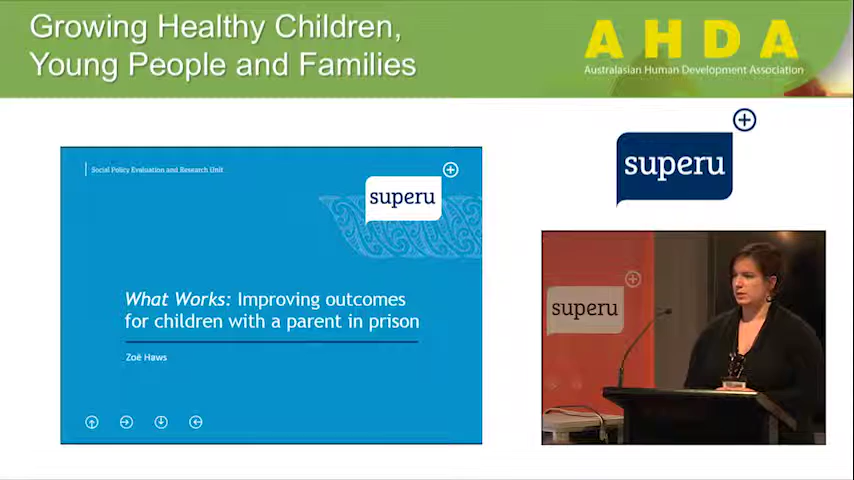 Growing Healthy Children,
Young People and Families
AHDA
Australasian Human Development Association
superu
Social Policy Evaluation and Research Unit
superu
What Works: Improving outcomes
for children with a parent in prison
Zoë Haws
superu